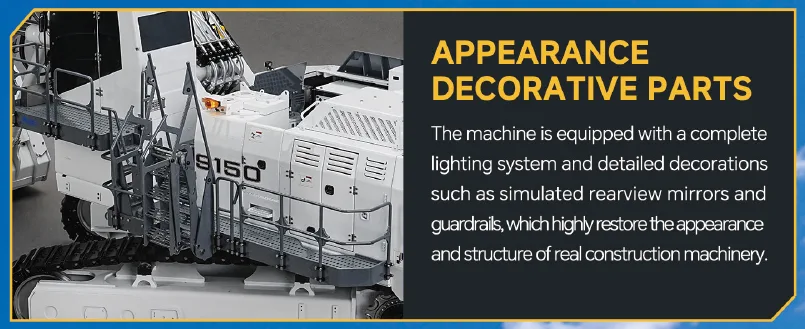 APPEARANCE
DECORATIVE PARTS
The machine is equipped with a complete
lighting system and detailed decorations
such as simulated rearview mirrors and
guardrails, which highly restore the appearance
and structure of real construction machinery.
9150